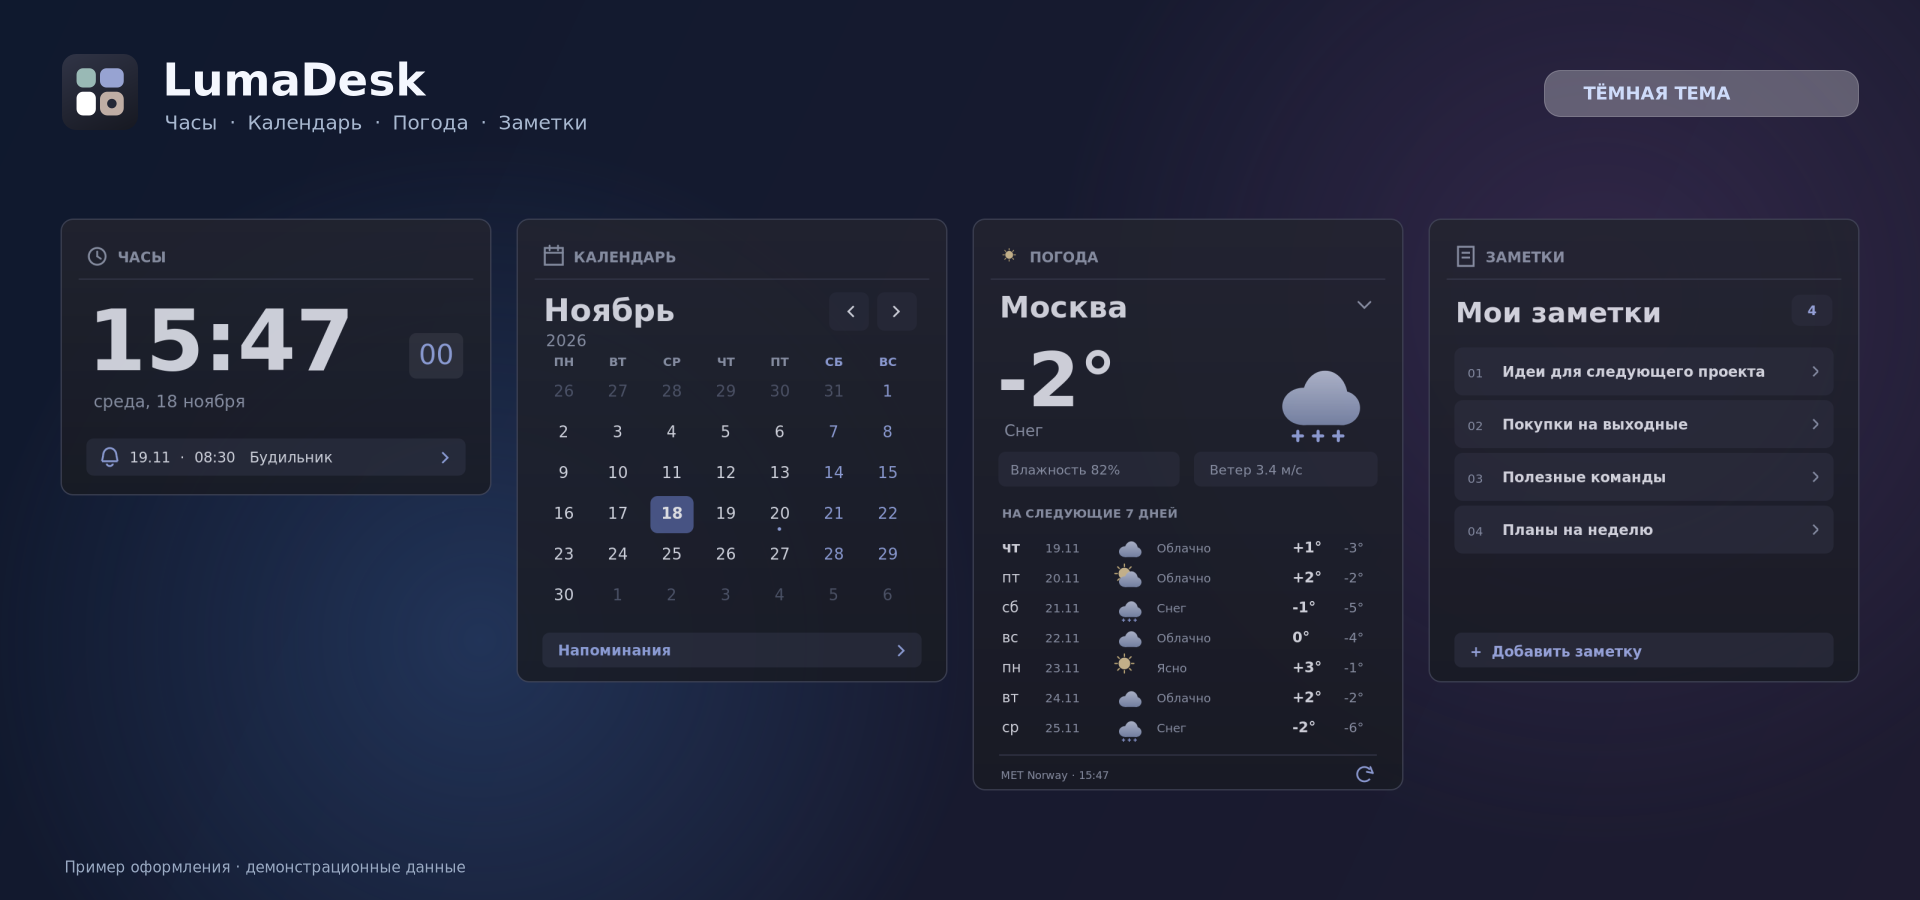 LumaDesk
Часы · Календарь · Погода · Заметки
ТЁМНАЯ ТЕМА
ЧАСЫ
15:47
00
среда, 18 ноября
19.11 · 08:30 Будильник
КАЛЕНДАРЬ
Ноябрь
2026
ПН ВТ СР ЧТ ПТ СБ ВС
26 27 28 29 30 31 1
2 3 4 5 6 7 8
9 10 11 12 13 14 15
16 17 18 19 20 21 22
23 24 25 26 27 28 29
30 1 2 3 4 5 6
Напоминания
ПОГОДА
Москва
-2°
Снег
Влажность 82%
Ветер 3.4 м/с
НА СЛЕДУЮЩИЕ 7 ДНЕЙ
чт 19.11 Облачно +1° -3°
пт 20.11 Облачно +2° -2°
сб 21.11 Снег -1° -5°
вс 22.11 Облачно 0° -4°
пн 23.11 Ясно +3° -1°
вт 24.11 Облачно +2° -2°
ср 25.11 Снег -2° -6°
MET Norway · 15:47
ЗАМЕТКИ
Мои заметки
4
01 Идеи для следующего проекта
02 Покупки на выходные
03 Полезные команды
04 Планы на неделю
+ Добавить заметку
Пример оформления · демонстрационные данные